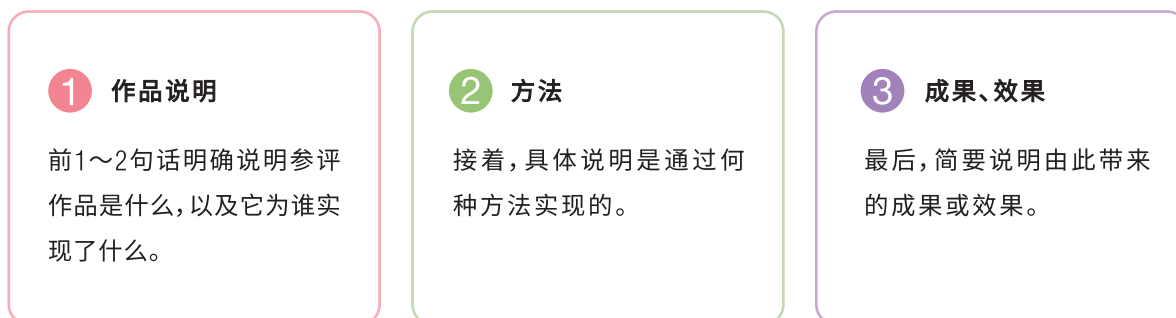 1 作品说明
前1～2句话明确说明参评
作品是什么,以及它为谁实
现了什么。
2 方法
接着,具体说明是通过何
种方法实现的。
3 成果、效果
最后,简要说明由此带来
的成果或效果。